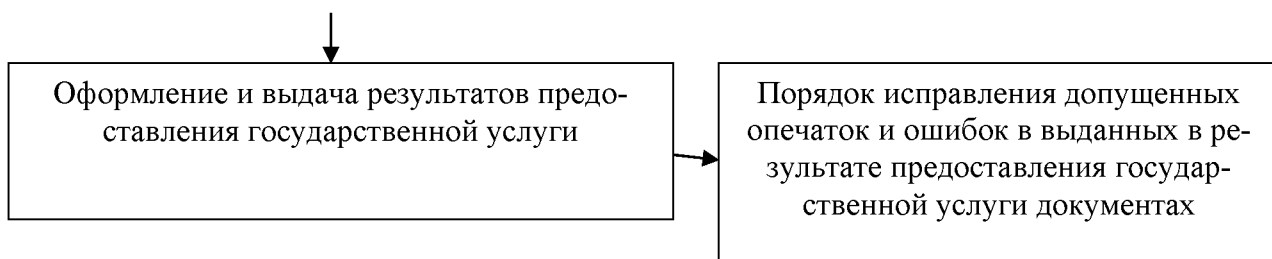 Оформление и выдача результатов предо-
ставления государственной услуги
Порядок исправления допущенных
опечаток и ошибок в выданных в ре-
зультате предоставления государ-
ственной услуги документах